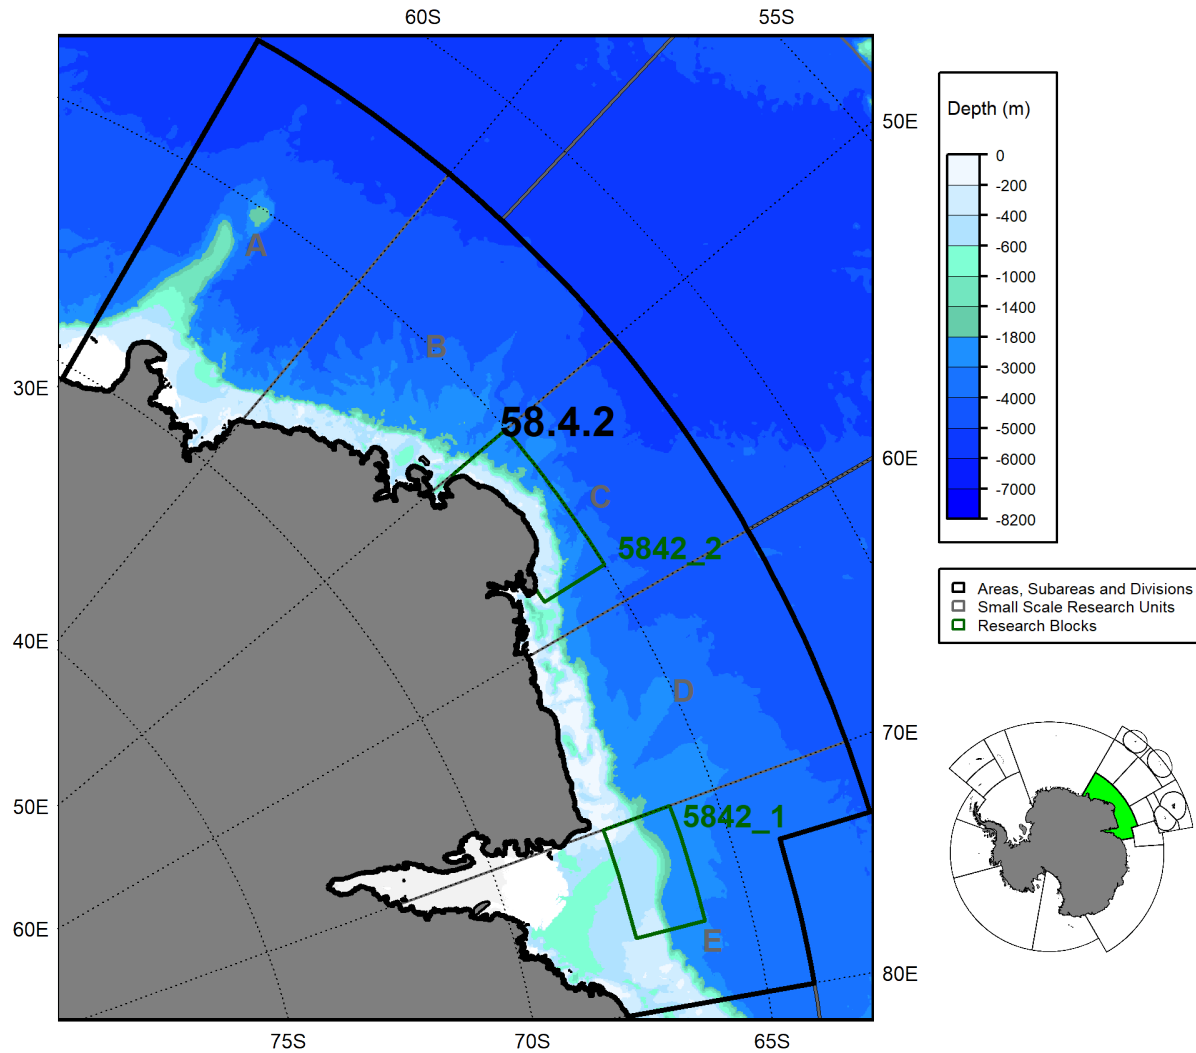 60S
55S
50E
60E
70E
80E
30E
40E
50E
60E
75S
70S
65S
A
B
58.4.2
C
5842_2
D
5842_1
E
Depth (m)
0
-200
-400
-600
-1000
-1400
-1800
-3000
-4000
-5000
-6000
-7000
-8200
Areas, Subareas and Divisions
Small Scale Research Units
Research Blocks